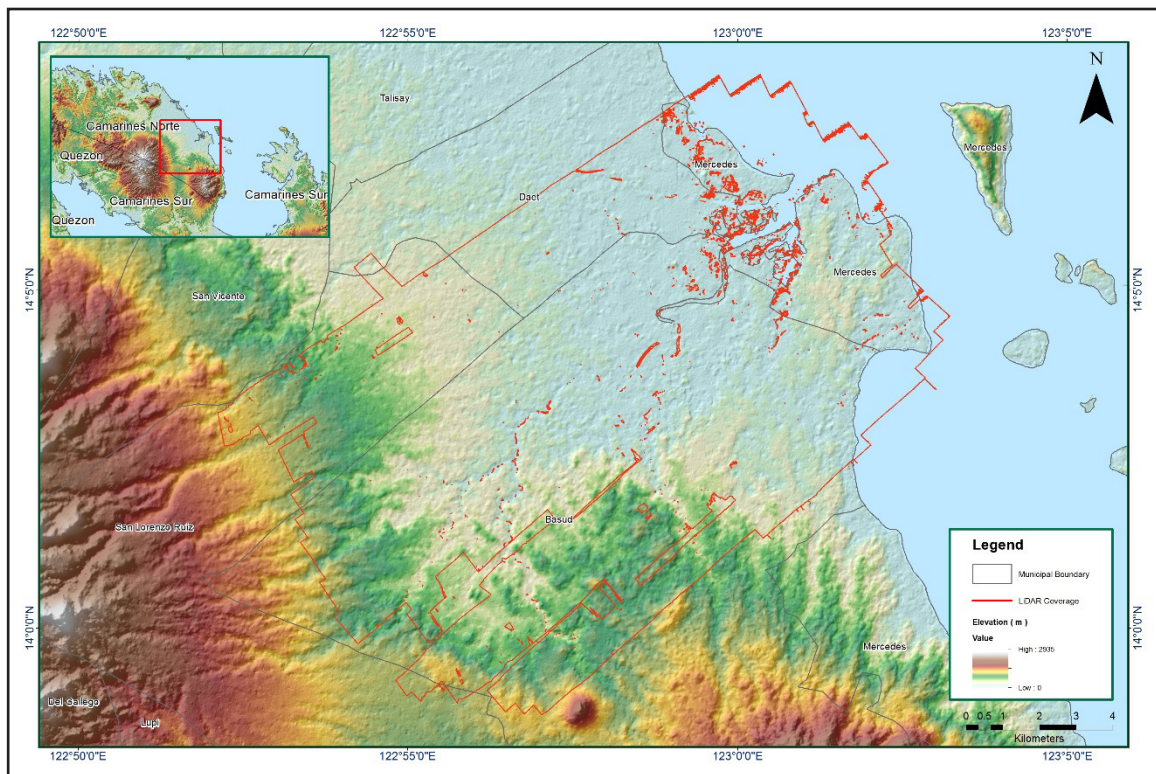 122°50'0"E 122°55'0"E 123°0'0"E 123°5'0"E
N
Talisay
Camarines Norte
Quezon
Camarines Sur
Camarines Sur
Quezon
Mercedes
Mercedes
Daet
Mercedes
14°5'0"N 14°5'0"N
San Vicente
Basud
San Lorenzo Ruiz
Legend
Municipal Boundary
LiDAR Coverage
Elevation ( m )
Value
High : 2935
Low : 0
14°0'0"N 14°0'0"N
Mercedes
Del Gallego
Lupi
0 0.5 1 2 3 4
Kilometers
122°50'0"E 122°55'0"E 123°0'0"E 123°5'0"E